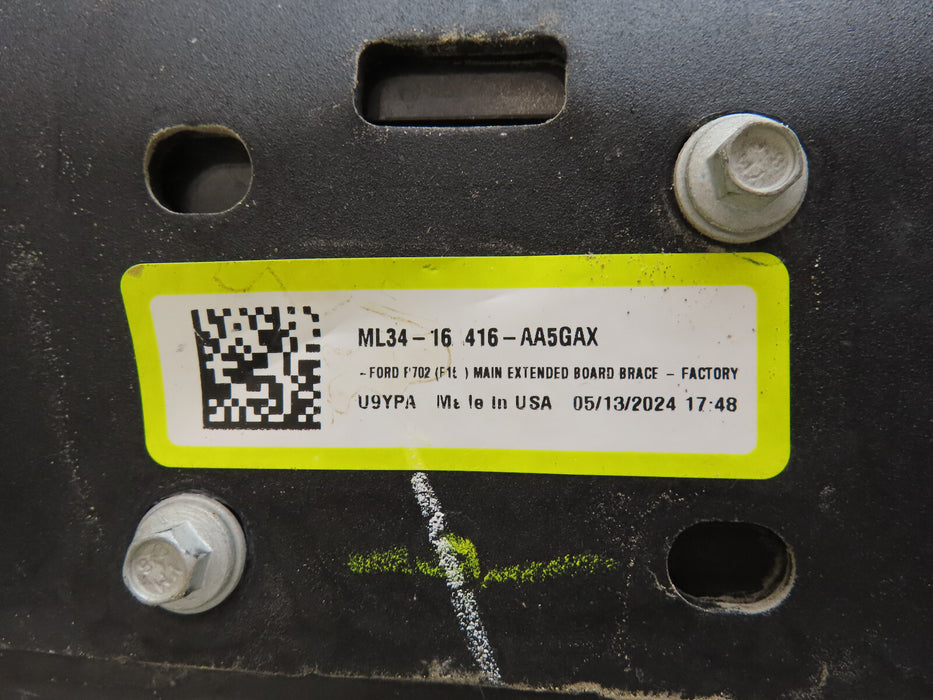 ML34-16 416-AA5GAX
- FORD P702 ( ) MAIN EXTENDED BOARD BRACE - FACTORY
U9YPA Made In USA 05/13/2024 17:48